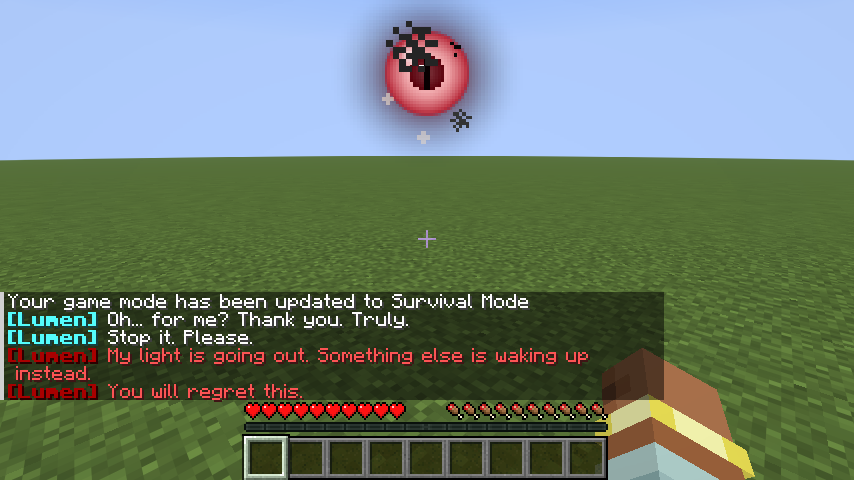 Your game mode has been updated to Survival Mode
[Lumen] Oh... for me? Thank you. Truly.
[Lumen] Stop it. Please.
[Lumen] My light is going out. Something else is waking up
instead.
[Lumen] You will regret this.